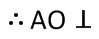 ∴ AO ⊥